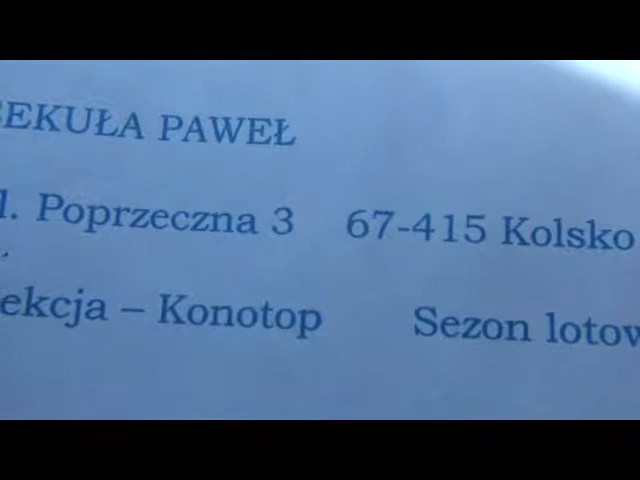 EKUŁA PAWEŁ
l. Poprzeczna 3 67-415 Kolsko
ekcja – Konotop Sezon lotow